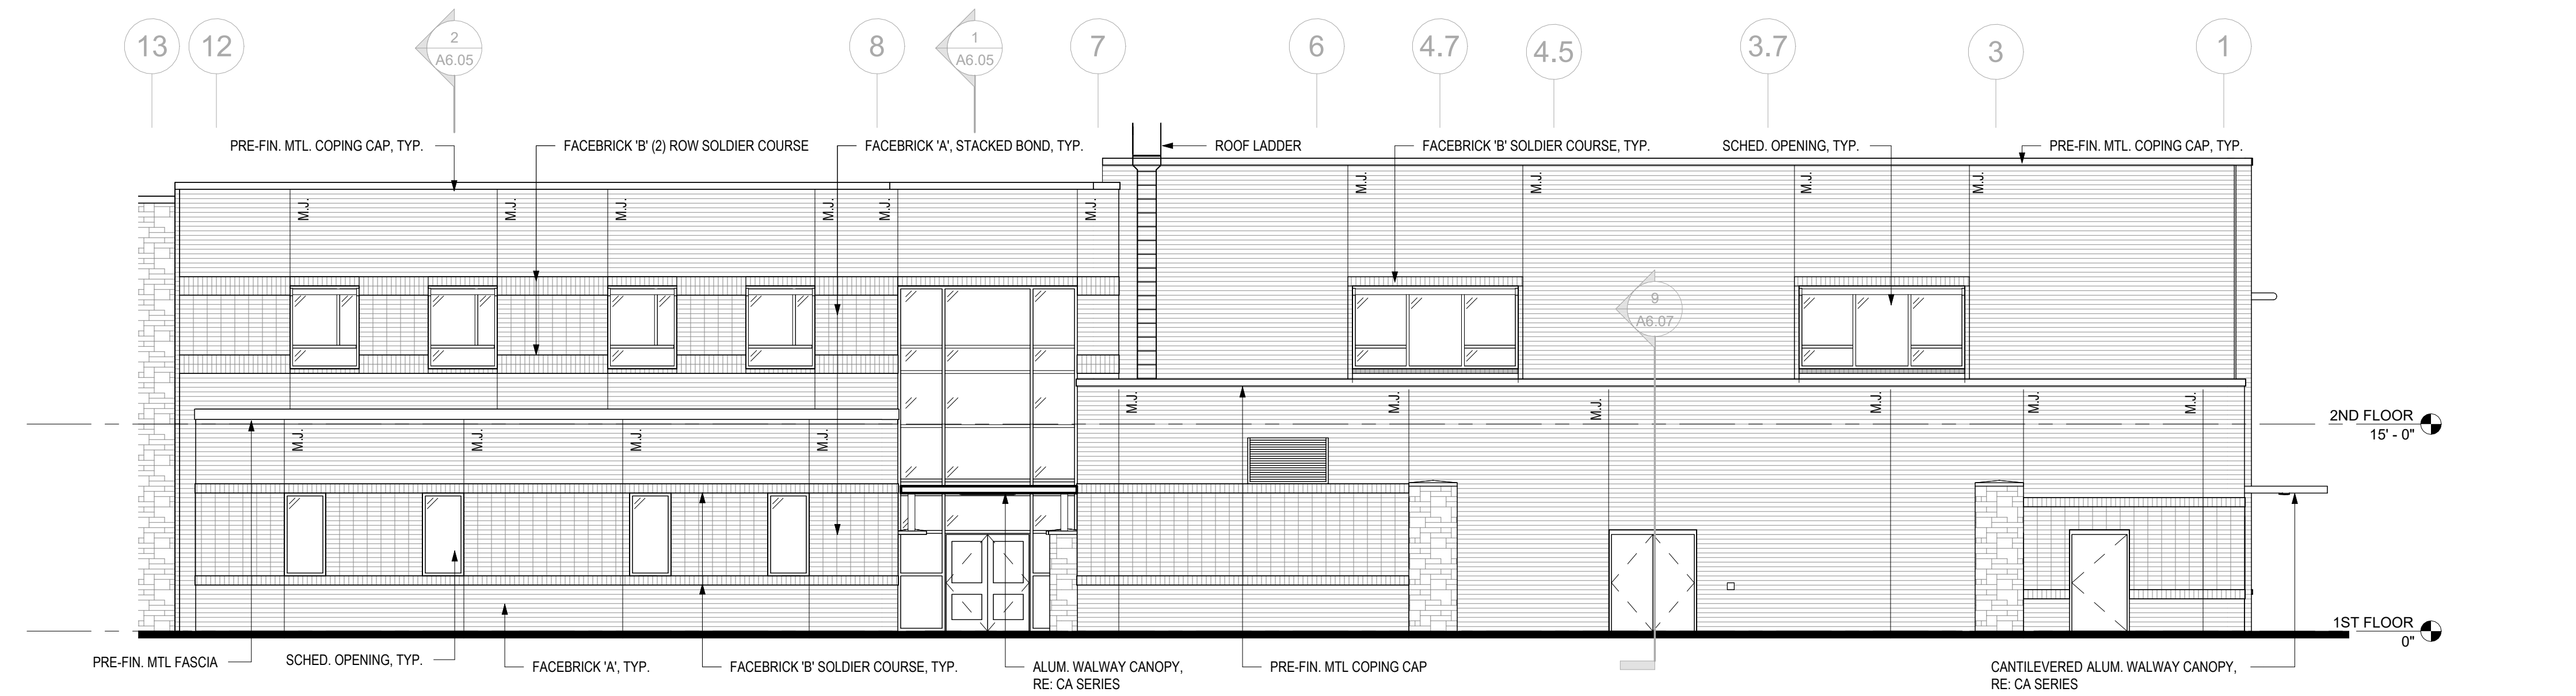 13
12
2
A6.05
8
1
A6.05
7
6
4.7
4.5
3.7
3
1
PRE-FIN. MTL. COPING CAP, TYP.
FACEBRICK 'B' (2) ROW SOLDIER COURSE
FACEBRICK 'A', STACKED BOND, TYP.
ROOF LADDER
FACEBRICK 'B' SOLDIER COURSE, TYP.
SCHED. OPENING, TYP.
PRE-FIN. MTL. COPING CAP, TYP.
M.J.
M.J.
M.J.
M.J.
M.J.
M.J.
M.J.
M.J.
M.J.
M.J.
9
A6.07
M.J.
M.J.
M.J.
M.J.
M.J.
M.J.
M.J.
M.J.
M.J.
M.J.
2ND FLOOR
15' - 0"
1ST FLOOR
0"
PRE-FIN. MTL FASCIA
SCHED. OPENING, TYP.
FACEBRICK 'A', TYP.
FACEBRICK 'B' SOLDIER COURSE, TYP.
ALUM. WALWAY CANOPY,
RE: CA SERIES
PRE-FIN. MTL COPING CAP
CANTILEVERED ALUM. WALWAY CANOPY,
RE: CA SERIES